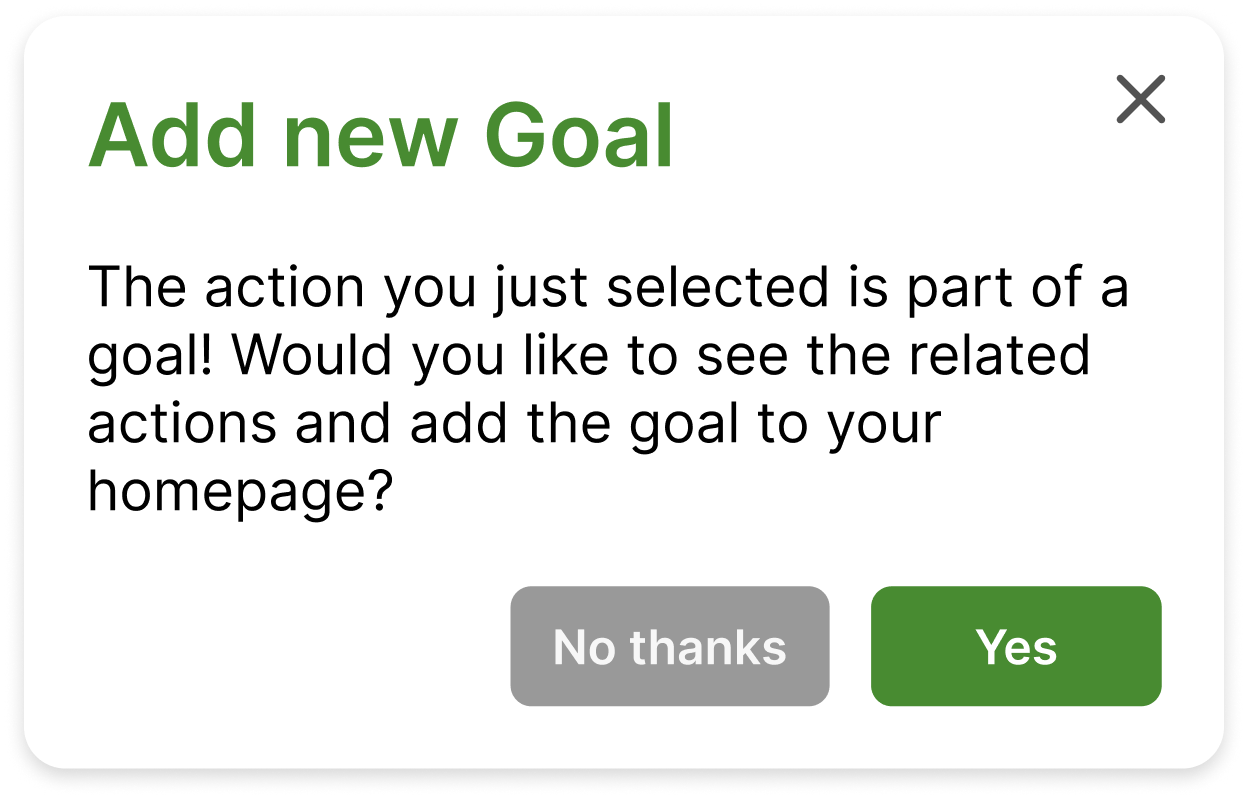 Add new Goal
The action you just selected is part of a
goal! Would you like to see the related
actions and add the goal to your
homepage?
No thanks
Yes